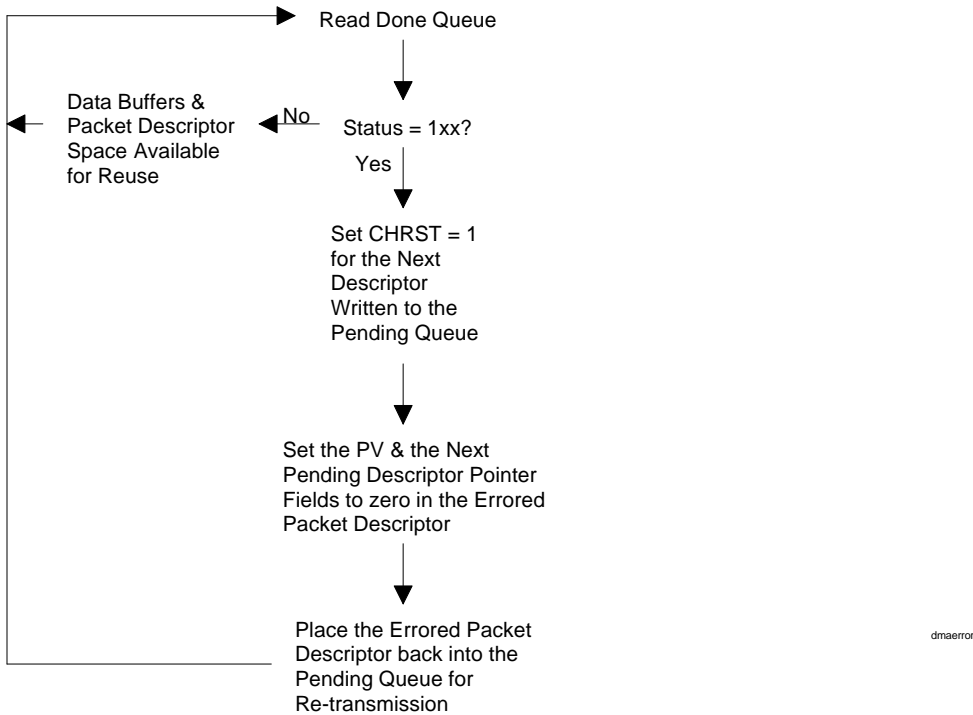 Read Done Queue
Data Buffers &
Packet Descriptor
Space Available
for Reuse
No
Status = 1xx?
Yes
Set CHRST = 1
for the Next
Descriptor
Written to the
Pending Queue
Set the PV & the Next
Pending Descriptor Pointer
Fields to zero in the Errored
Packet Descriptor
Place the Errored Packet
Descriptor back into the
Pending Queue for
Re-transmission
dmaerror